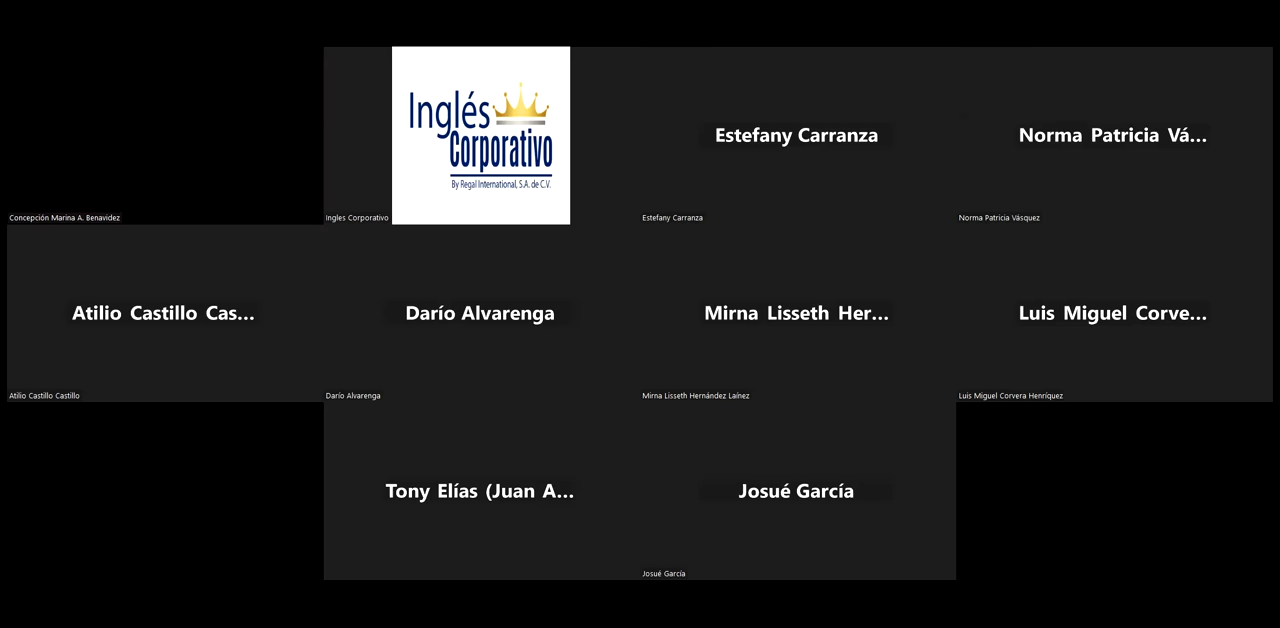 Inglés
Corporativo
By Regal International, S.A. de C.V.
Estefany Carranza
Norma Patricia Vá...
Concepción Marina A. Benavidez
Ingles Corporativo
Estefany Carranza
Norma Patricia Vásquez
Atilio Castillo Cas...
Darío Alvarenga
Mirna Lisseth Her...
Luis Miguel Corve...
Atilio Castillo Castillo
Darío Alvarenga
Mirna Lisseth Hernández Laínez
Luis Miguel Corvera Henríquez
Tony Elías (Juan A...
Josué García
Josué García